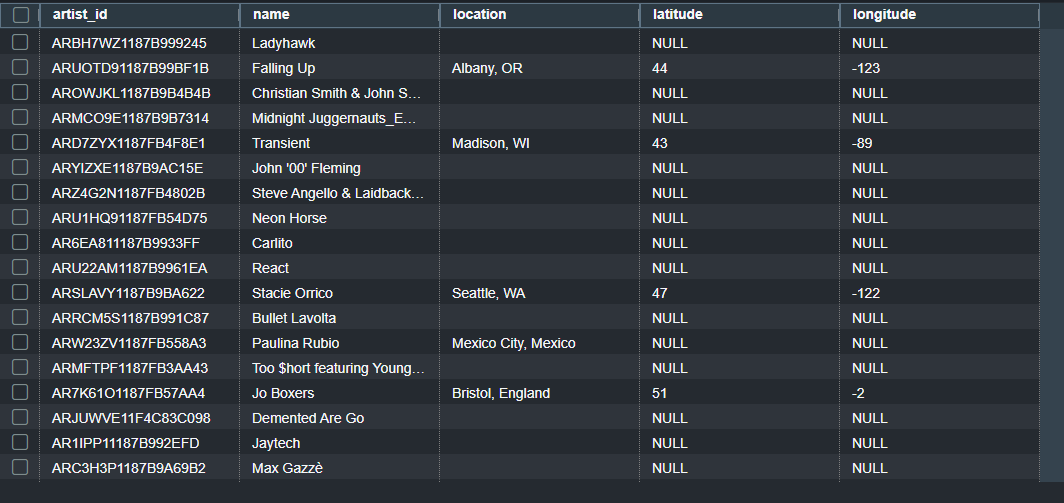 artist_id name location latitude longitude
ARBH7WZ1187B999245 Ladyhawk NULL NULL
ARUOTD91187B99BF1B Falling Up Albany, OR 44 -123
AROWJKL1187B9B4B4B Christian Smith & John S... NULL NULL
ARMCO9E1187B9B7314 Midnight Juggernauts_E... NULL NULL
ARD7ZYX1187FB4F8E1 Transient Madison, WI 43 -89
ARYIZXE1187B9AC15E John '00' Fleming NULL NULL
ARZ4G2N1187FB4802B Steve Angello & Laidback... NULL NULL
ARU1HQ91187FB54D75 Neon Horse NULL NULL
AR6EA811187B9933FF Carlito NULL NULL
ARU22AM1187B9961EA React NULL NULL
ARSLAVY1187B9BA622 Stacie Orrico Seattle, WA 47 -122
ARRCM5S1187B991C87 Bullet Lavolta NULL NULL
ARW23ZV1187FB558A3 Paulina Rubio Mexico City, Mexico NULL NULL
ARMFTPF1187FB3AA43 Too $hort featuring Young... NULL NULL
AR7K61O1187FB57AA4 Jo Boxers Bristol, England 51 -2
ARJUWVE11F4C83C098 Demented Are Go NULL NULL
AR1IPP11187B992EFD Jaytech NULL NULL
ARC3H3P1187B9A69B2 Max Gazzè NULL NULL